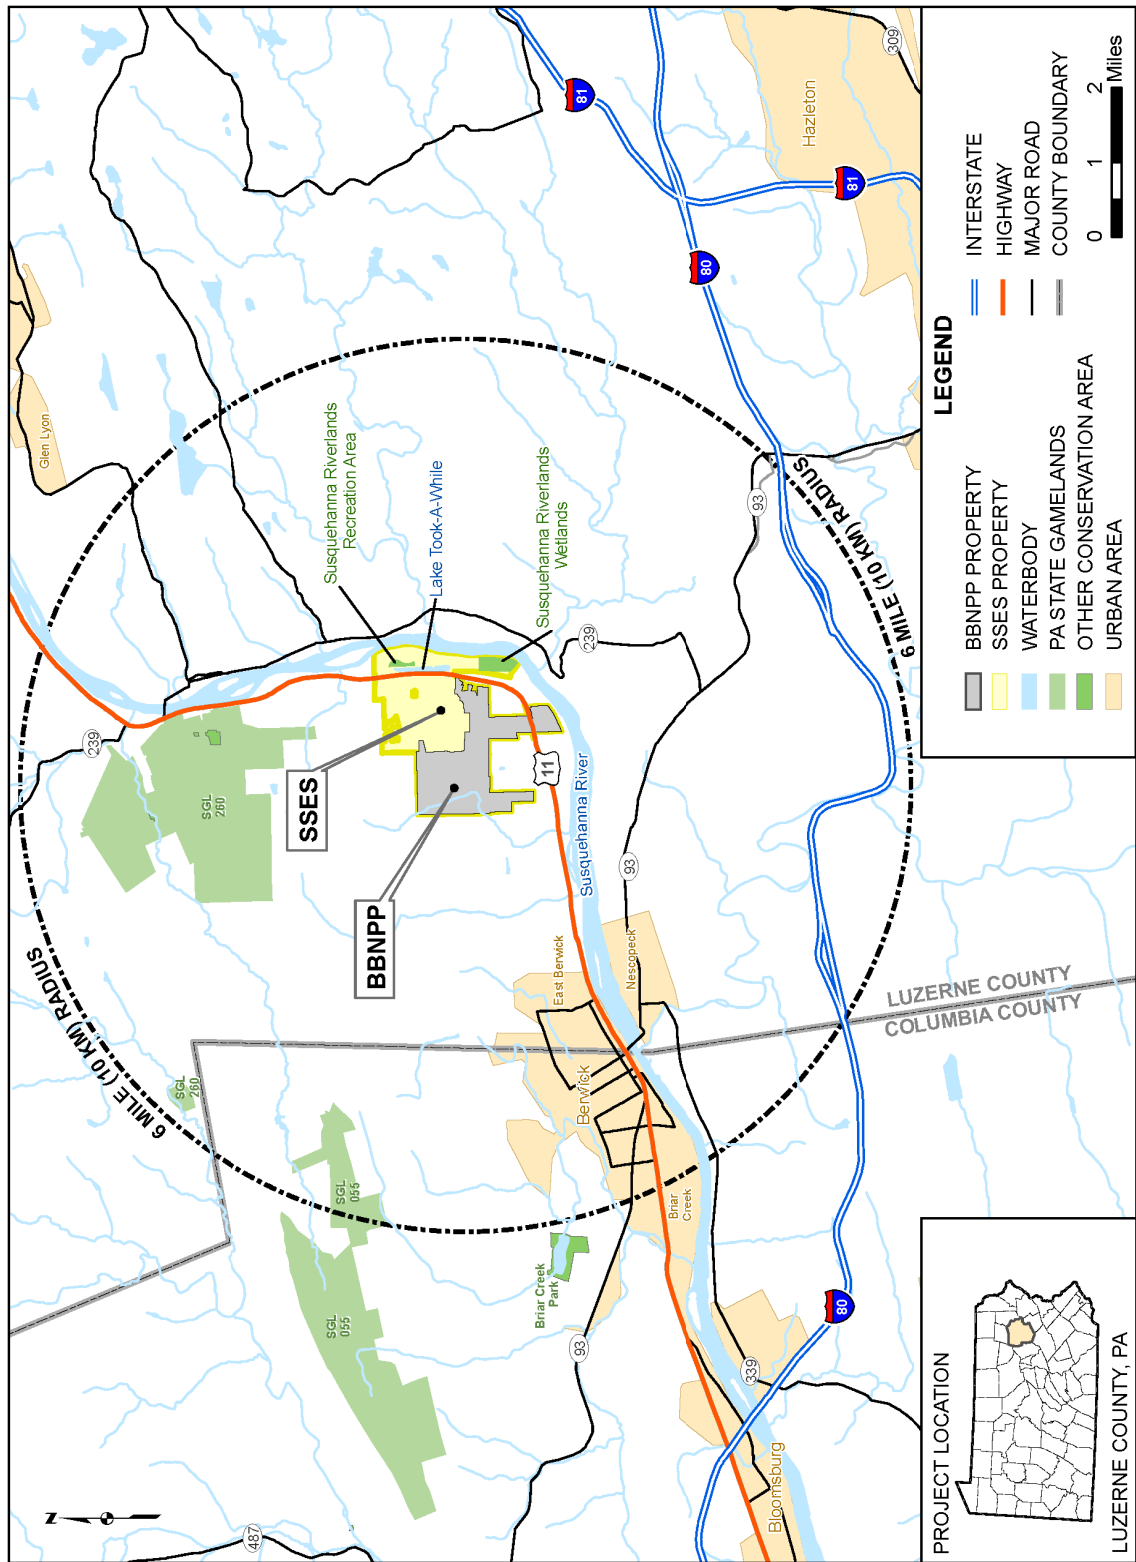 N
487
SGL
055
SGL
055
SGL
260
6 MILE (10 KM) RADIUS
SGL
260
239
Glen Lyon
BBNPP
SSES
Susquehanna Riverlands
Recreation Area
Lake Took-A-While
Susquehanna Riverlands
Wetlands
239
11
Susquehanna River
93
93
East Berwick
Nescopeck
Berwick
Briar
Creek
Briar Creek
Park
93
339
Bloomsburg
80
LUZERNE COUNTY
COLUMBIA COUNTY
6 MILE (10 KM) RADIUS
80
81
81
Hazleton
309
PROJECT LOCATION
LUZERNE COUNTY, PA
LEGEND
BBNPP PROPERTY
SSES PROPERTY
WATERBODY
PA STATE GAMELANDS
OTHER CONSERVATION AREA
URBAN AREA
INTERSTATE
HIGHWAY
MAJOR ROAD
COUNTY BOUNDARY
0 1 2
Miles